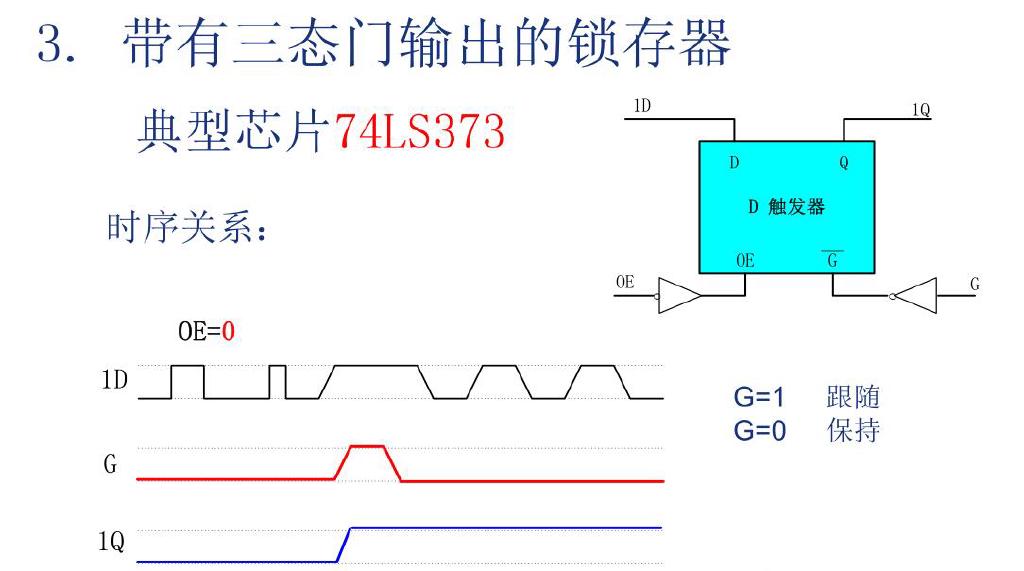 3. 带有三态门输出的锁存器
典型芯片74LS373
时序关系：
1D
1Q
D
Q
D 触发器
OE
G
OE
G
OE=0
1D
G
1Q
G=1 跟随
G=0 保持